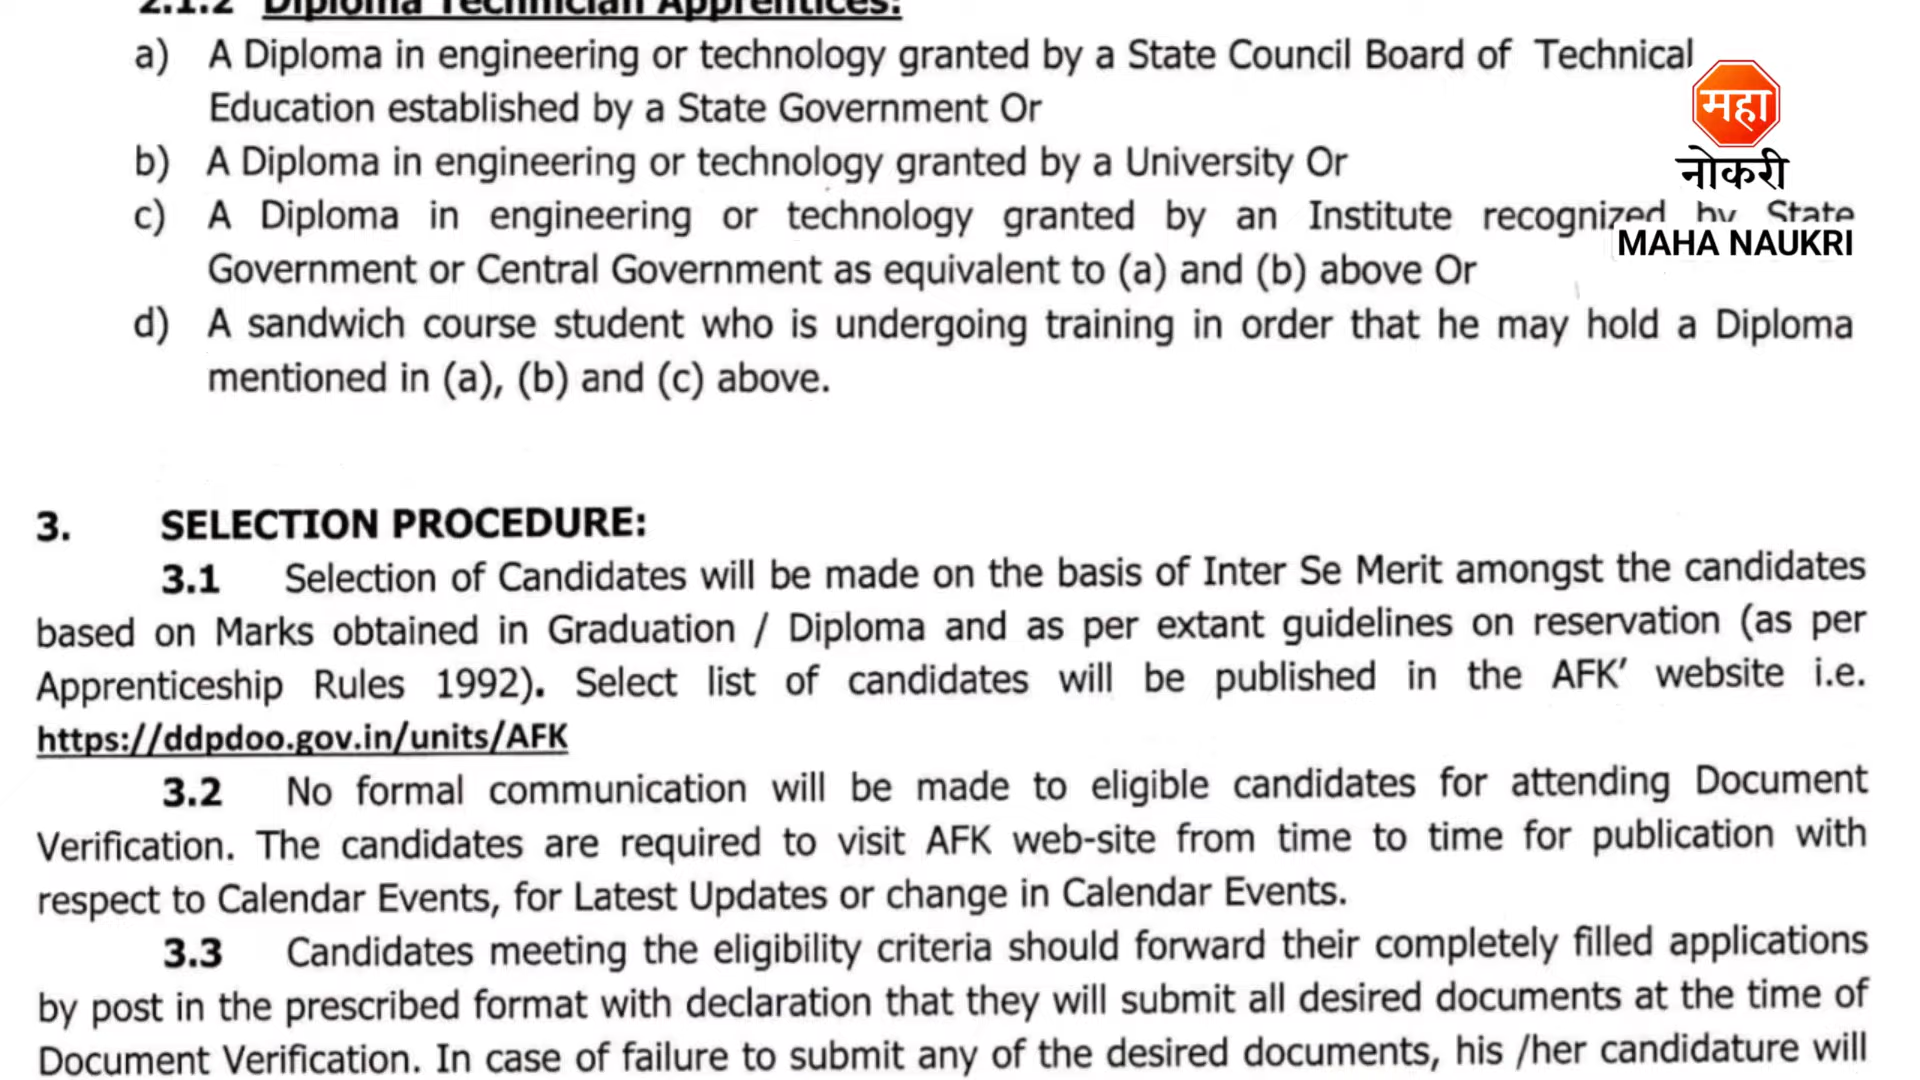 2.1.2 Diploma Technician Apprentices:
a) A Diploma in engineering or technology granted by a State Council Board of Technical
Education established by a State Government Or
b) A Diploma in engineering or technology granted by a University Or
c) A Diploma in engineering or technology granted by an Institute recognized by State
Government or Central Government as equivalent to (a) and (b) above Or
d) A sandwich course student who is undergoing training in order that he may hold a Diploma
mentioned in (a), (b) and (c) above.
महा
नोकरी
MAHA NAUKRI
3. SELECTION PROCEDURE:
3.1 Selection of Candidates will be made on the basis of Inter Se Merit amongst the candidates
based on Marks obtained in Graduation / Diploma and as per extant guidelines on reservation (as per
Apprenticeship Rules 1992). Select list of candidates will be published in the AFK’ website i.e.
https://ddpdoo.gov.in/units/AFK
3.2 No formal communication will be made to eligible candidates for attending Document
Verification. The candidates are required to visit AFK web-site from time to time for publication with
respect to Calendar Events, for Latest Updates or change in Calendar Events.
3.3 Candidates meeting the eligibility criteria should forward their completely filled applications
by post in the prescribed format with declaration that they will submit all desired documents at the time of
Document Verification. In case of failure to submit any of the desired documents, his /her candidature will